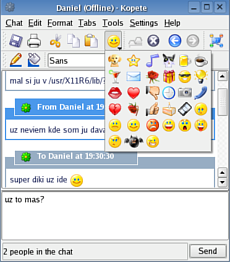 Daniel (Offline) - Kopete
Chat Edit Format Tabs Tools Settings Help
Sans
mal si ju v /usr/X11R6/lib/
From Daniel at 19
uz neviem kde som ju dava
To Daniel at 19:30:30
super diki uz ide
uz to mas?
2 people in the chat
Send